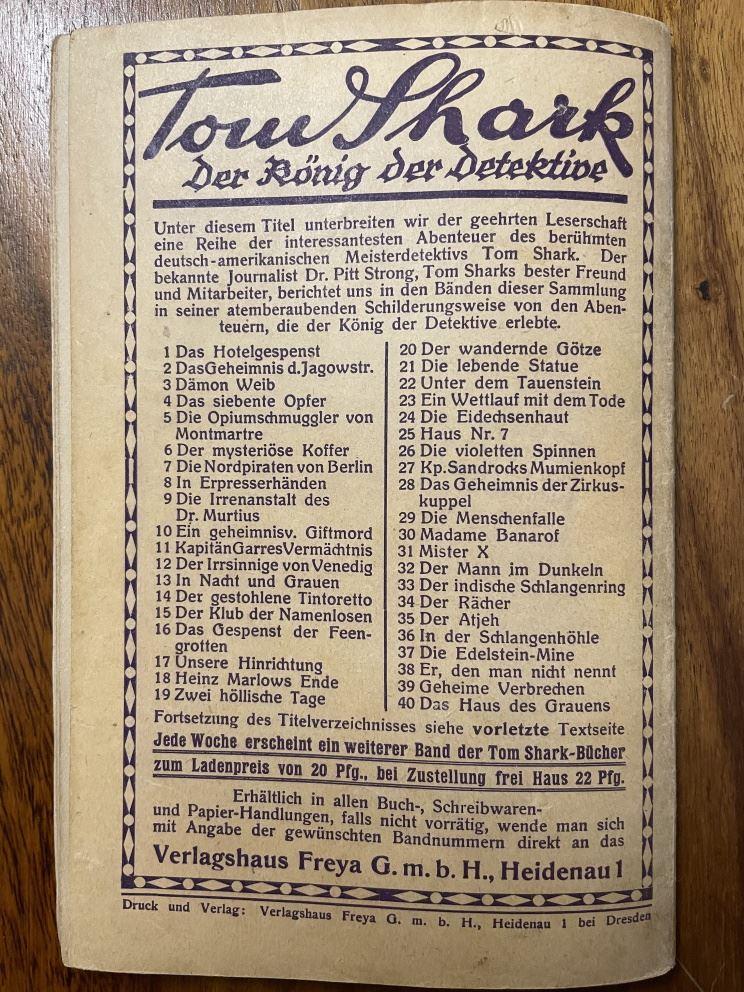 Tom Shark
Der König der Detektive
Unter diesem Titel unterbreiten wir der geehrten Leserschaft
eine Reihe der interessantesten Abenteuer des berühmten
deutsch-amerikanischen Meisterdetektivs Tom Shark. Der
bekannte Journalist Dr. Pitt Strong, Tom Sharks bester Freund
und Mitarbeiter, berichtet uns in den Bänden dieser Sammlung
in seiner atemberaubenden Schilderungsweise von den Aben-
teuern, die der König der Detektive erlebte.
1 Das Hotelgespenst
2 Das Geheimnis d. Jagowstr.
3 Dämon Weib
4 Das siebente Opfer
5 Die Opiumschmuggler von
Montmartre
6 Der mysteriöse Koffer
7 Die Nordpiraten von Berlin
8 In Erpresserhänden
9 Die Irrenanstalt des
Dr. Murtius
10 Ein geheimnisv. Giftmord
11 Kapitän Garres Vermächtnis
12 Der Irrsinnige von Venedig
13 In Nacht und Grauen
14 Der gestohlene Tintoretto
15 Der Klub der Namenlosen
16 Das Gespenst der Feen-
grotten
17 Unsere Hinrichtung
18 Heinz Marlows Ende
19 Zwei höllische Tage
20 Der wandernde Götze
21 Die lebende Statue
22 Unter dem Tauenstein
23 Ein Wettlauf mit dem Tode
24 Die Eidechsenhaut
25 Haus Nr. 7
26 Die violetten Spinnen
27 Kp. Sandrocks Mumienkopf
28 Das Geheimnis der Zirkus-
kuppel
29 Die Menschenfalle
30 Madame Banarof
31 Mister X
32 Der Mann im Dunkeln
33 Der indische Schlangenring
34 Der Rächer
35 Der Atjeh
36 In der Schlangenhöhle
37 Die Edelstein-Mine
38 Er, den man nicht nennt
39 Geheime Verbrechen
40 Das Haus des Grauens
Fortsetzung des Titelverzeichnisses siehe vorletzte Textseite
Jede Woche erscheint ein weiterer Band der Tom Shark-Bücher
zum Ladenpreis von 20 Pfg., bei Zustellung frei Haus 22 Pfg.
Erhältlich in allen Buch-, Schreibwaren-
und Papier-Handlungen, falls nicht vorrätig, wende man sich
mit Angabe der gewünschten Bandnummern direkt an das
Verlagshaus Freya G. m. b. H., Heidenau 1
Druck und Verlag: Verlagshaus Freya G. m. b. H., Heidenau 1 bei Dresden